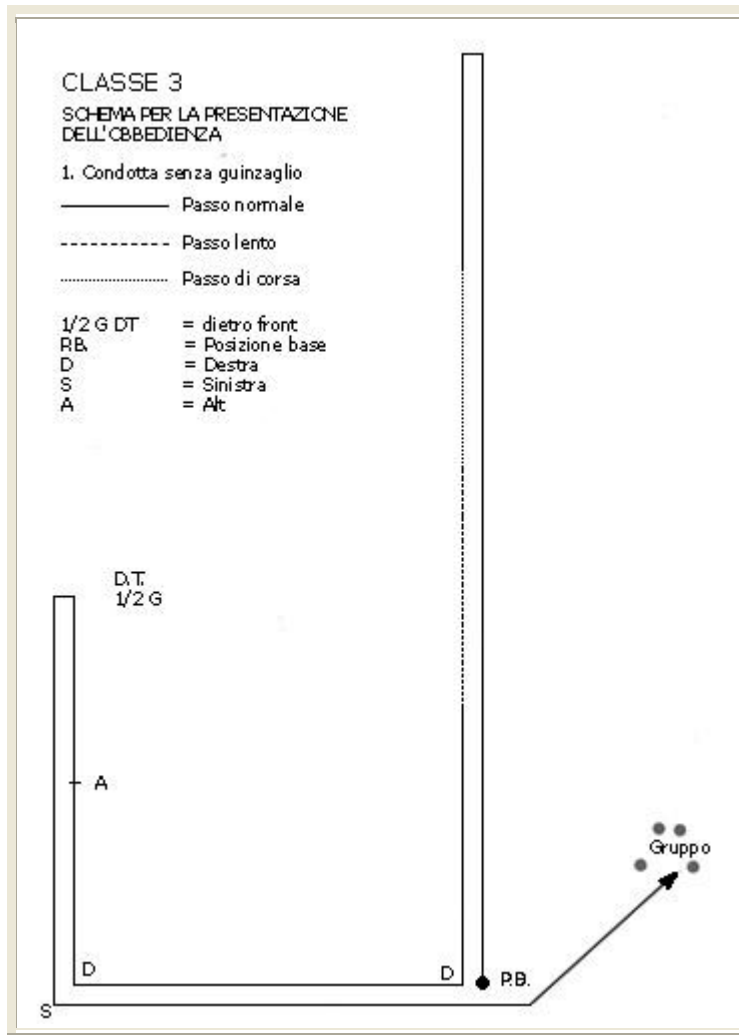 CLASSE 3
SCHEMA PER LA PRESENTAZIONE
DELL'OBBEDIENZA
1. Condotta senza guinzaglio
Passo normale
Passo lento
Passo di corsa
1/2 G DT = dietro front
P.B. = Posizione base
D = Destra
S = Sinistra
A = Alt
D.T.
1/2 G
A
Gruppo
D
D
P.B.
S